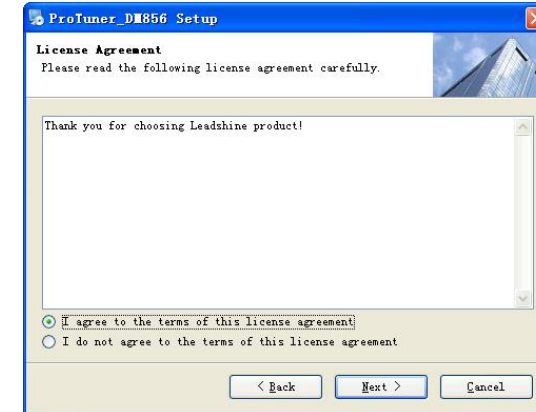 ProTuner_DM856 Setup
License Agreement
Please read the following license agreement carefully.
Thank you for choosing Leadshine product!
I agree to the terms of this license agreement
I do not agree to the terms of this license agreement
< Back Next > Cancel